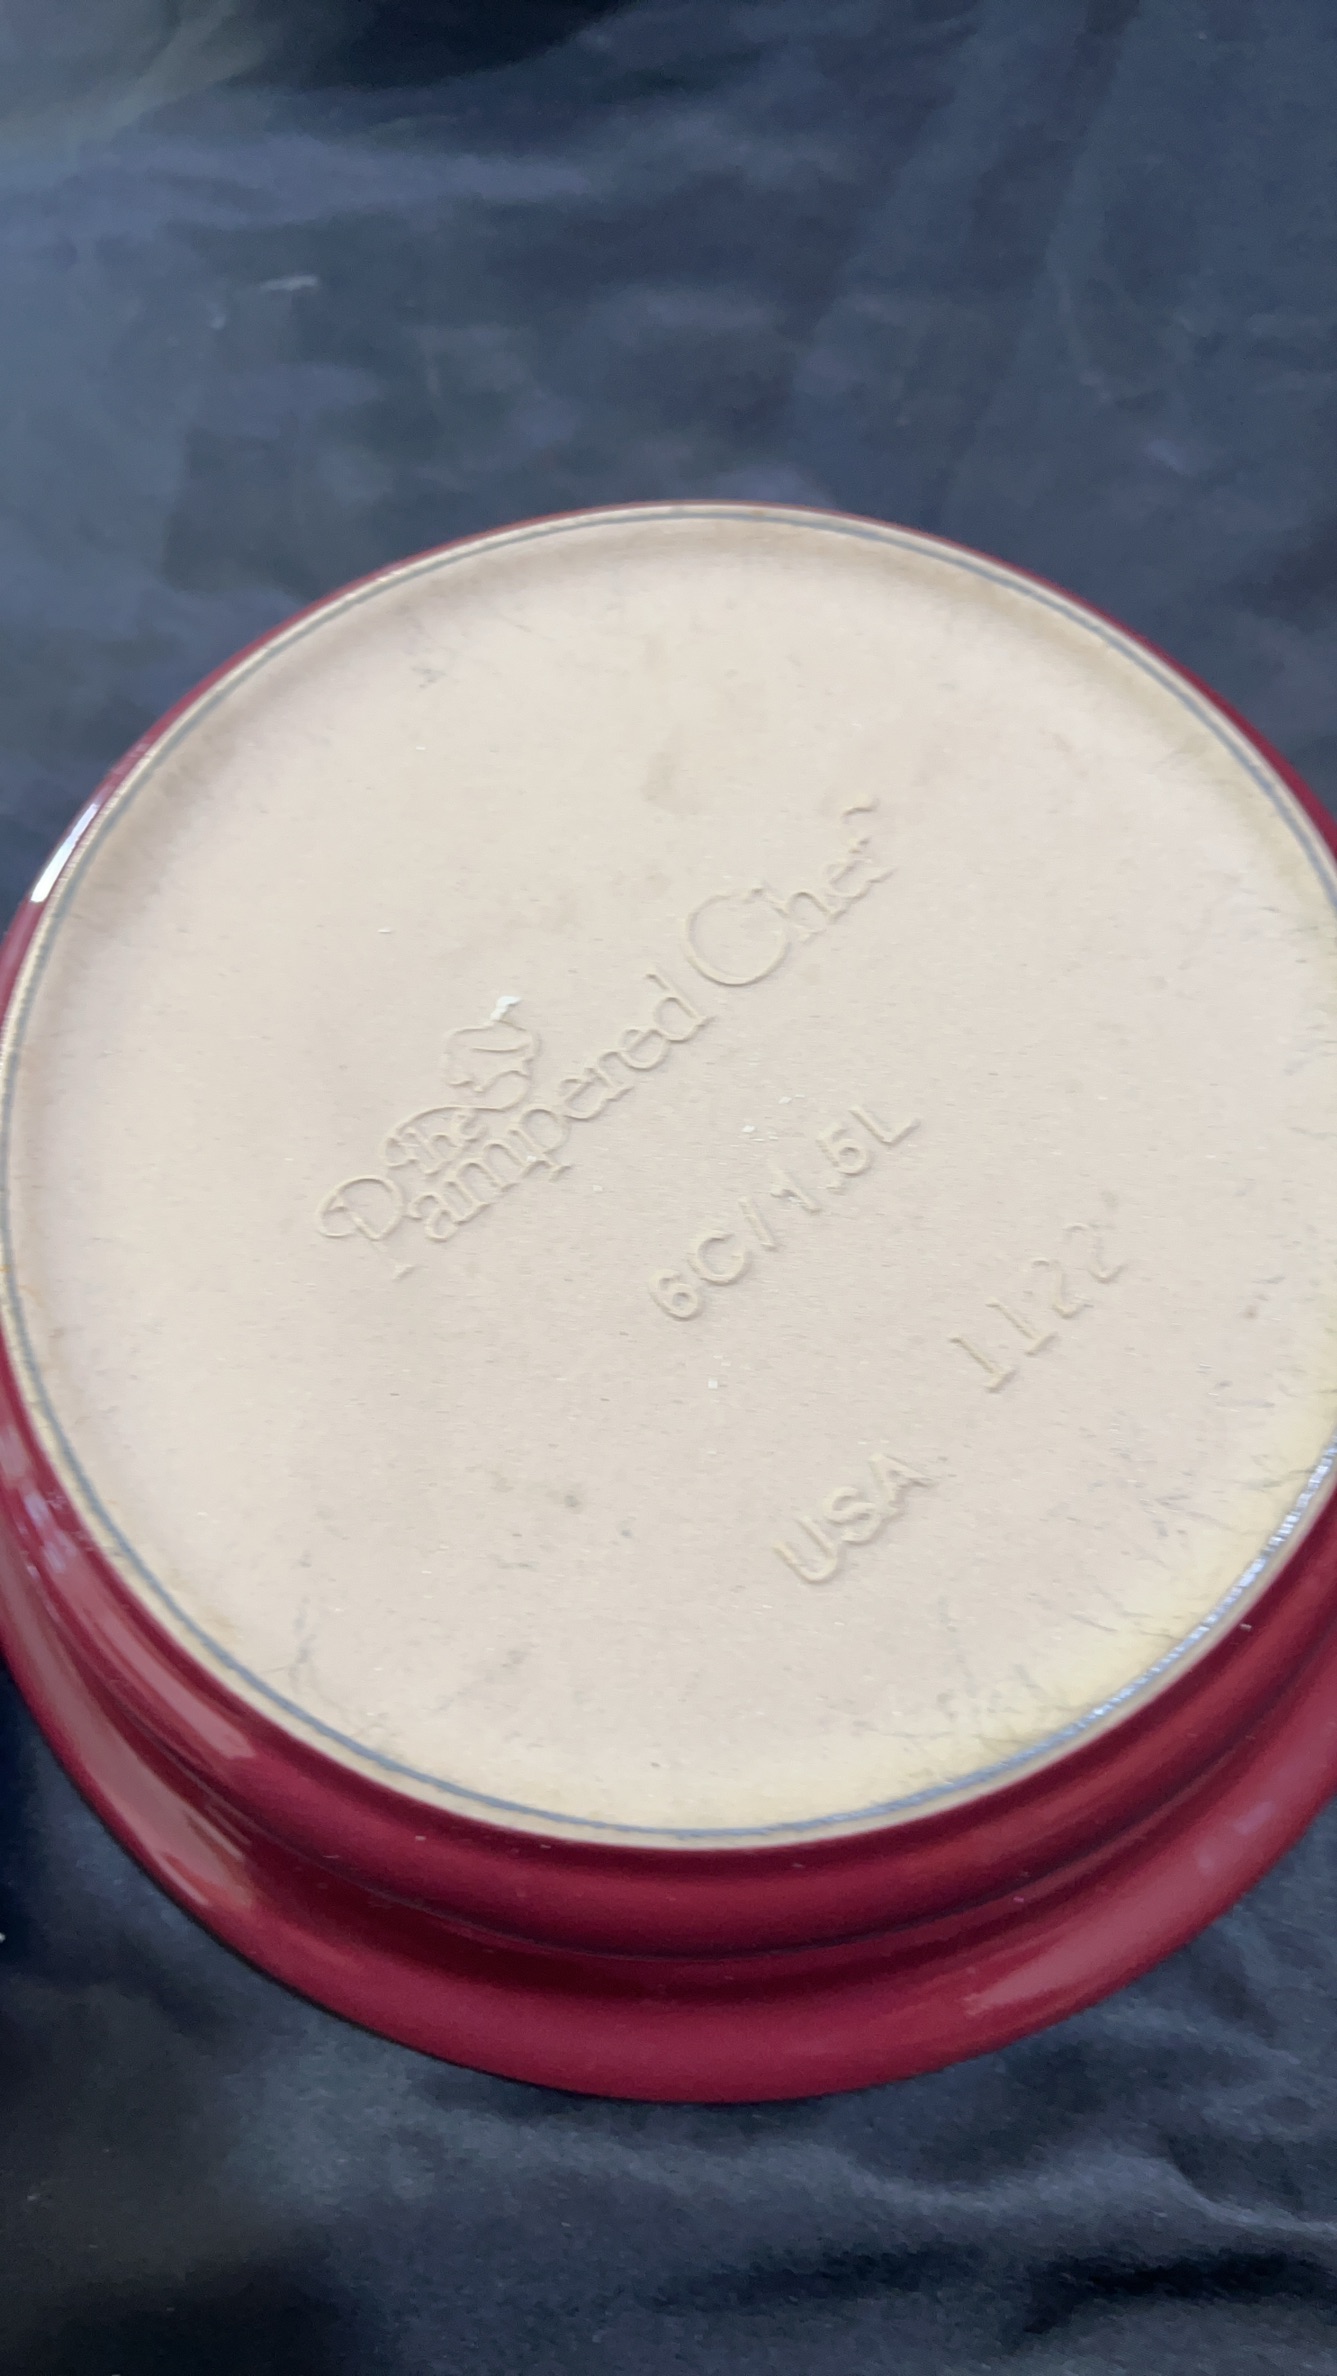 The
Pampered Chef
6C/1.5L
1122
USA